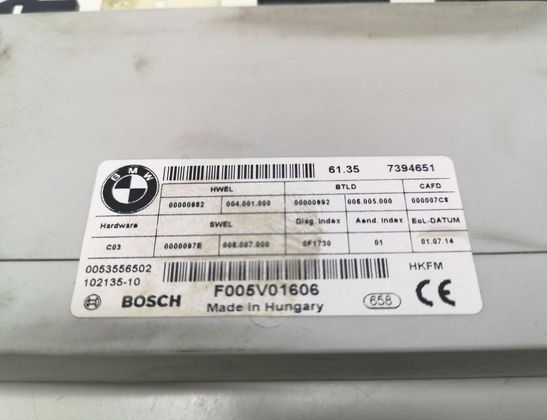 BMW
61.35 7394651
HWEL BTLD CAFD
00000982 004.001.000 00000892 006.005.000 000007C8
Hardware SWEL Diag.Index Aend.Index EoL-DATUM
C03 0000097E 006.007.000 0F1730 01 01.07.14
0053556502 HKFM
102135-10
BOSCH F005V01606 658 CE
Made in Hungary